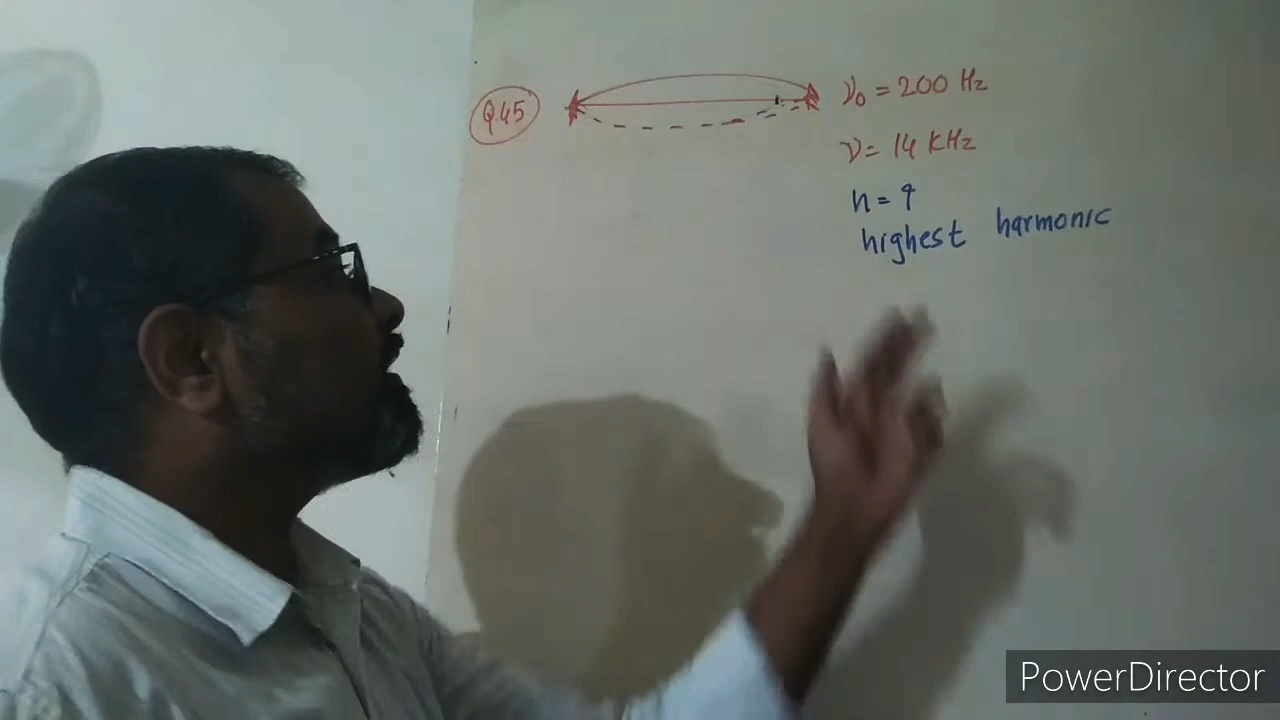 Q.45
ν₀ = 200 Hz
ν = 14 KHz
n = ?
highest harmonic
PowerDirector